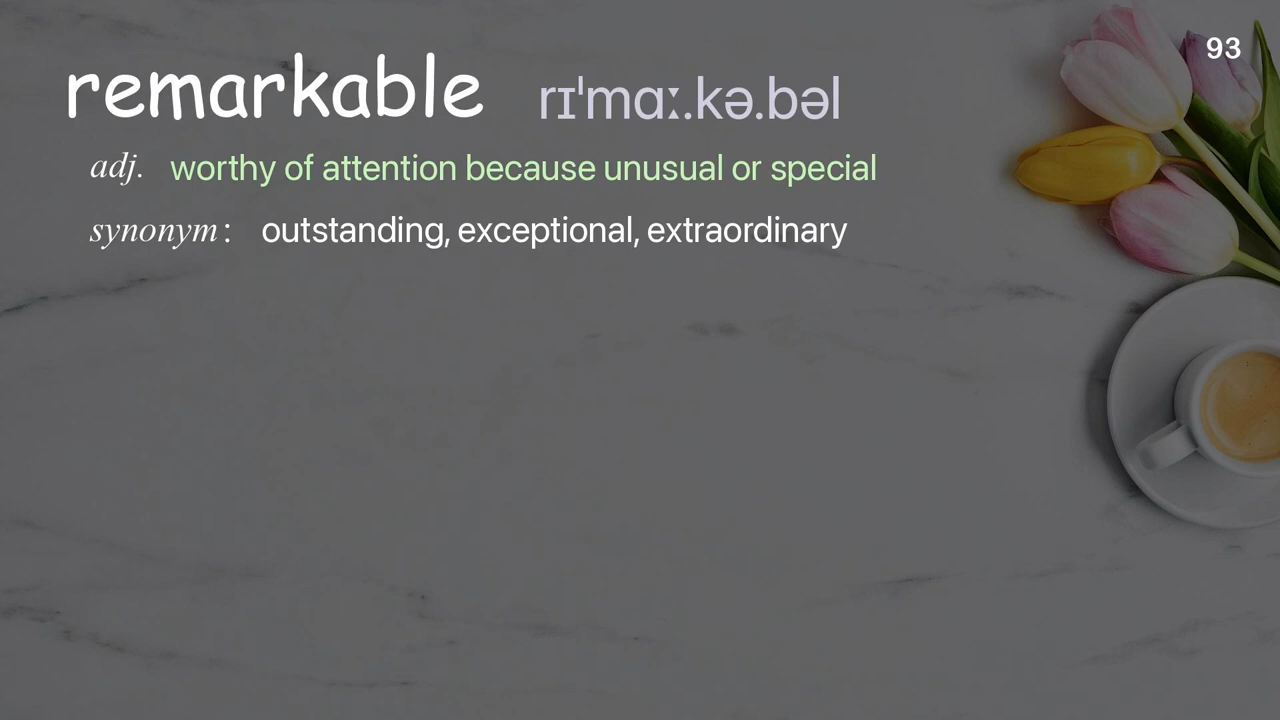 93
remarkable rɪˈmɑː.kə.bəl
adj. worthy of attention because unusual or special
synonym : outstanding, exceptional, extraordinary